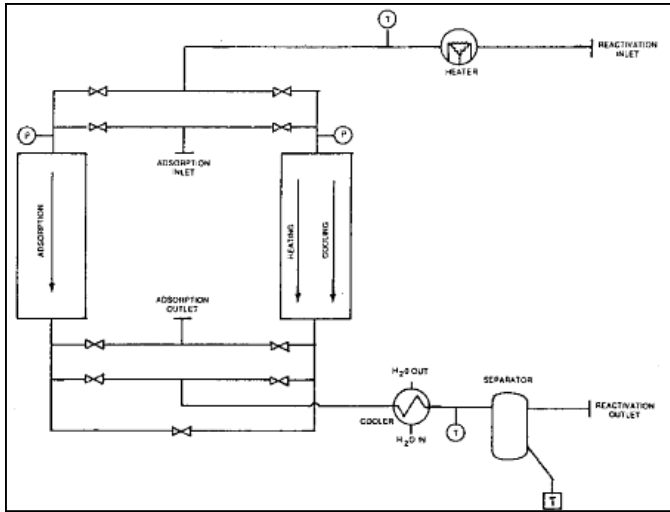 T
REACTIVATION
INLET
HEATER
P
P
ADSORPTION
INLET
ADSORPTION
HEATING
COOLING
ADSORPTION
OUTLET
H₂O OUT
SEPARATOR
COOLER
T
REACTIVATION
OUTLET
H₂O IN
T